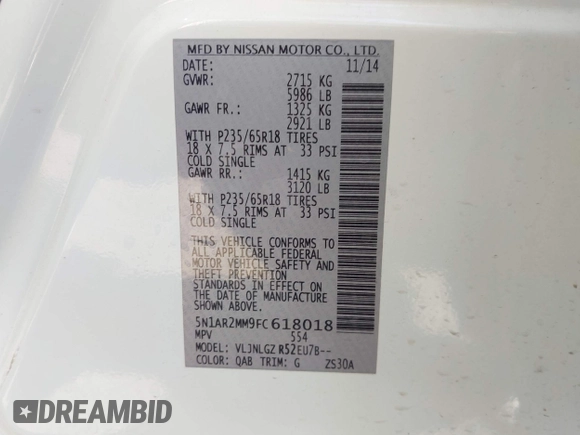 MFD BY NISSAN MOTOR CO., LTD.
DATE: 11/14
GVWR: 2715 KG
5986 LB
GAWR FR.: 1325 KG
2921 LB
WITH P235/65R18 TIRES
18 X 7.5 RIMS AT 33 PSI
COLD SINGLE
GAWR RR.: 1415 KG
3120 LB
WITH P235/65R18 TIRES
18 X 7.5 RIMS AT 33 PSI
COLD SINGLE
THIS VEHICLE CONFORMS TO
ALL APPLICABLE FEDERAL
MOTOR VEHICLE SAFETY AND
THEFT PREVENTION
STANDARDS IN EFFECT ON
THE DATE OF MANUFACTURE
SHOWN ABOVE.
5N1AR2MM9FC618018
MPV 554
MODEL: VLJNLGZ R52EU7B--
COLOR: QAB TRIM: G ZS30A
DREAMBID